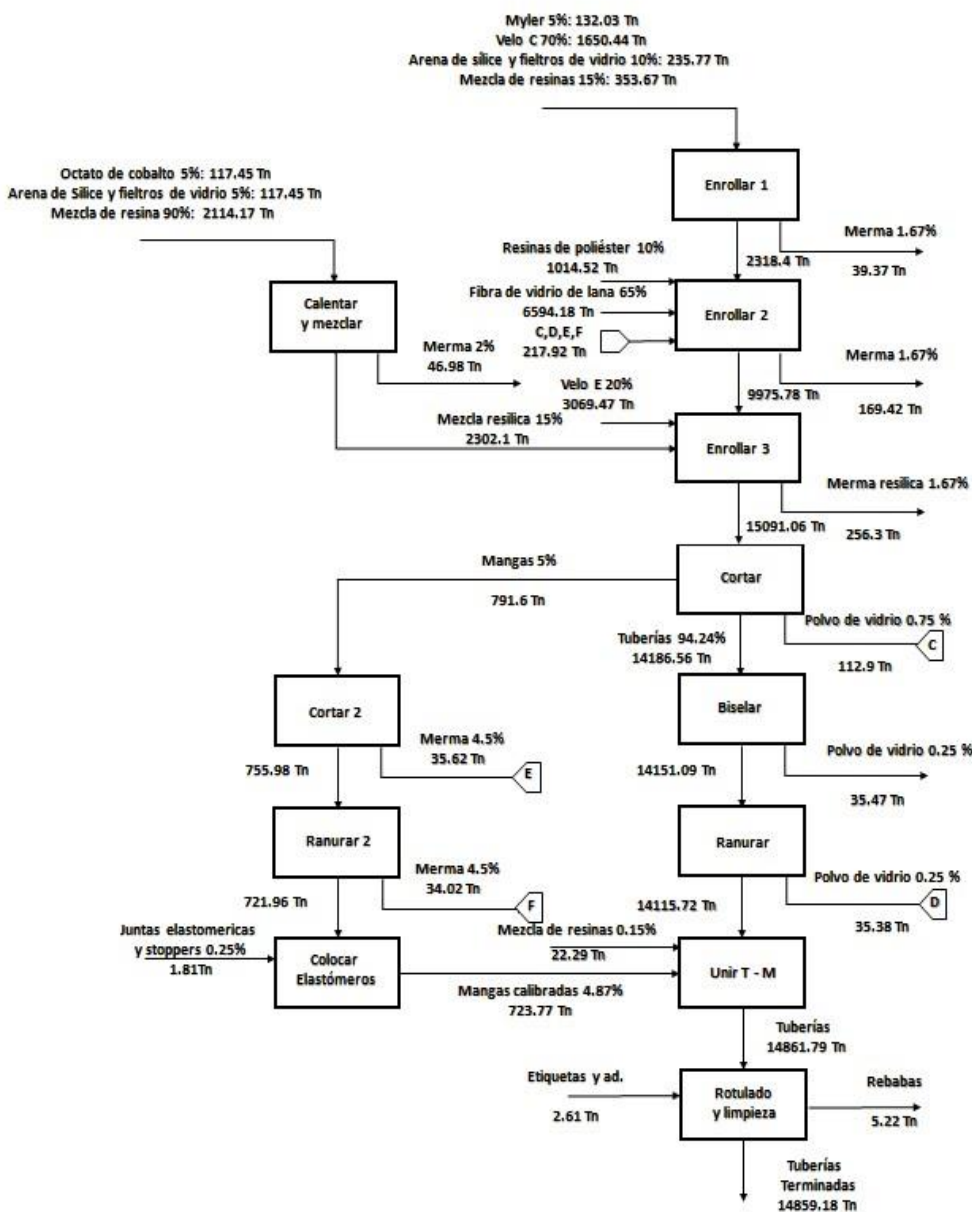 Myler 5%: 132.03 Tn
Velo C 70%: 1650.44 Tn
Arena de sílice y fieltros de vidrio 10%: 235.77 Tn
Mezcla de resinas 15%: 353.67 Tn
Octato de cobalto 5%: 117.45 Tn
Arena de Sílice y fieltros de vidrio 5%: 117.45 Tn
Mezcla de resina 90%: 2114.17 Tn
Enrollar 1
Merma 1.67%
39.37 Tn
2318.4 Tn
Resinas de poliéster 10%
1014.52 Tn
Fibra de vidrio de lana 65%
6594.18 Tn
C,D,E,F
217.92 Tn
Enrollar 2
Calentar
y mezclar
Merma 2%
46.98 Tn
Merma 1.67%
169.42 Tn
9975.78 Tn
Velo E 20%
3069.47 Tn
Mezcla resilica 15%
2302.1 Tn
Enrollar 3
Merma resilica 1.67%
256.3 Tn
15091.06 Tn
Cortar
Mangas 5%
791.6 Tn
Polvo de vidrio 0.75 %
C
112.9 Tn
Tuberías 94.24%
14186.56 Tn
Cortar 2
Biselar
Merma 4.5%
35.62 Tn
E
755.98 Tn
Polvo de vidrio 0.25 %
35.47 Tn
14151.09 Tn
Ranurar 2
Ranurar
Merma 4.5%
34.02 Tn
F
721.96 Tn
Polvo de vidrio 0.25 %
D
35.38 Tn
14115.72 Tn
Juntas elastomericas
y stoppers 0.25%
1.81Tn
Colocar
Elastómeros
Mezcla de resinas 0.15%
22.29 Tn
Mangas calibradas 4.87%
723.77 Tn
Unir T - M
Tuberías
14861.79 Tn
Etiquetas y ad.
2.61 Tn
Rotulado
y limpieza
Rebabas
5.22 Tn
Tuberías
Terminadas
14859.18 Tn